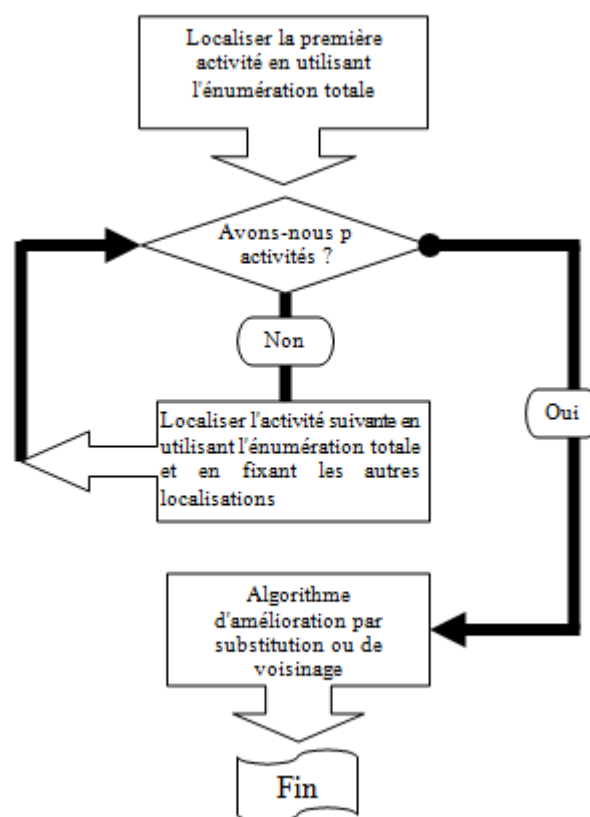 Localiser la première
activité en utilisant
l'énumération totale
Avons-nous p
activités ?
Non
Oui
Localiser l'activité suivante en
utilisant l'énumération totale
et en fixant les autres
localisations
Algorithme
d'amélioration par
substitution ou de
voisinage
Fin